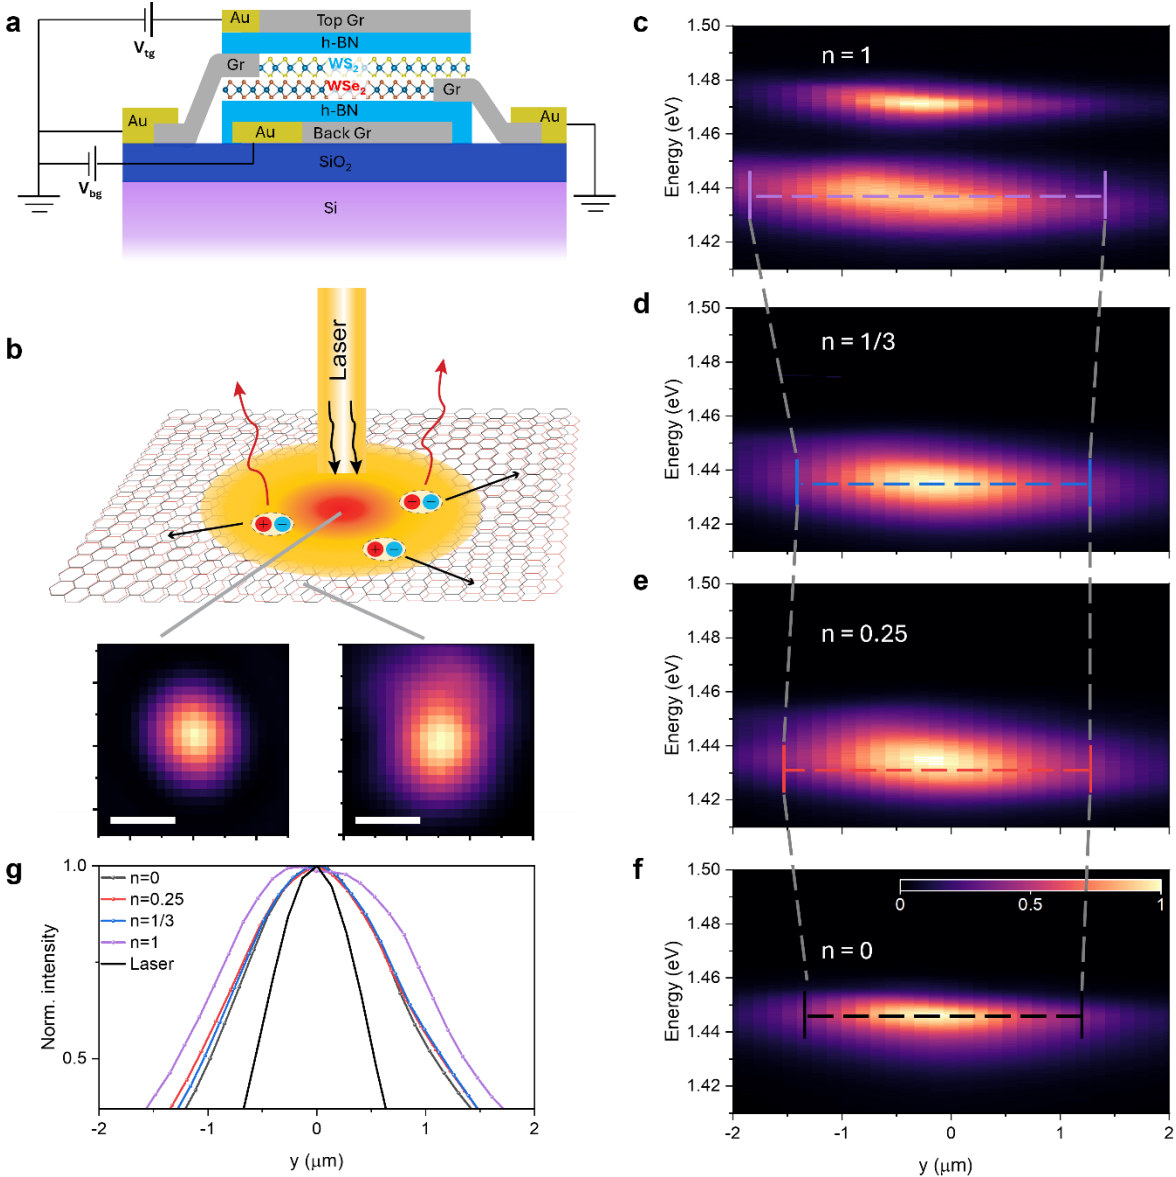 a
Au
Top Gr
V_tg
h-BN
Gr
WS₂
WSe₂
Gr
h-BN
Au
Au
Back Gr
Au
V_bg
SiO₂
Si
b
Laser
+ −
− −
+ −
g
1.0
0.5
Norm. intensity
n=0
n=0.25
n=1/3
n=1
Laser
-2 -1 0 1 2
y (μm)
c
Energy (eV)
1.50
1.48
1.46
1.44
1.42
n = 1
d
Energy (eV)
1.50
1.48
1.46
1.44
1.42
n = 1/3
e
Energy (eV)
1.50
1.48
1.46
1.44
1.42
n = 0.25
f
Energy (eV)
1.50
1.48
1.46
1.44
1.42
0 0.5 1
n = 0
-2 -1 0 1 2
y (μm)